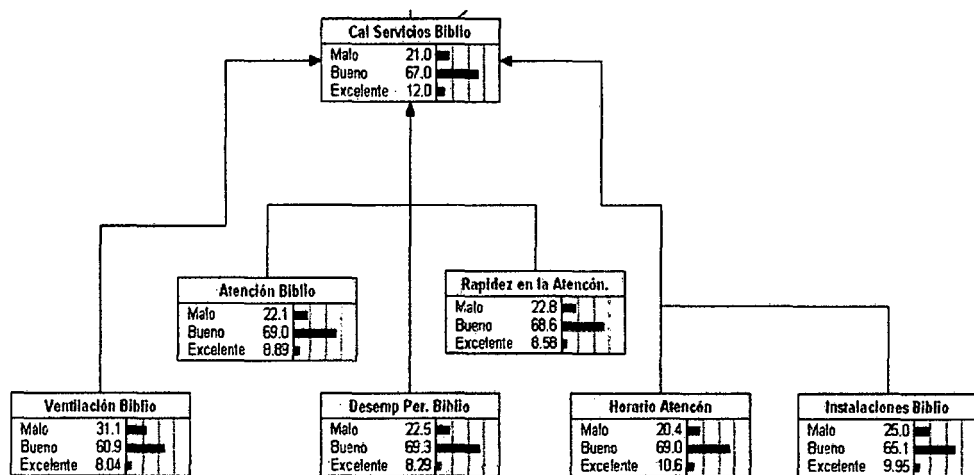 Cal Servicios Biblio
Malo 21.0
Bueno 67.0
Excelente 12.0
Atención Biblio
Malo 22.1
Bueno 69.0
Excelente 8.89
Rapidez en la Atencón.
Malo 22.8
Bueno 68.6
Excelente 8.58
Ventilación Biblio
Malo 31.1
Bueno 60.9
Excelente 8.04
Desemp Per. Biblio
Malo 22.5
Bueno 69.3
Excelente 8.29
Horario Atencón
Malo 20.4
Bueno 69.0
Excelente 10.6
Instalaciones Biblio
Malo 25.0
Bueno 65.1
Excelente 9.95